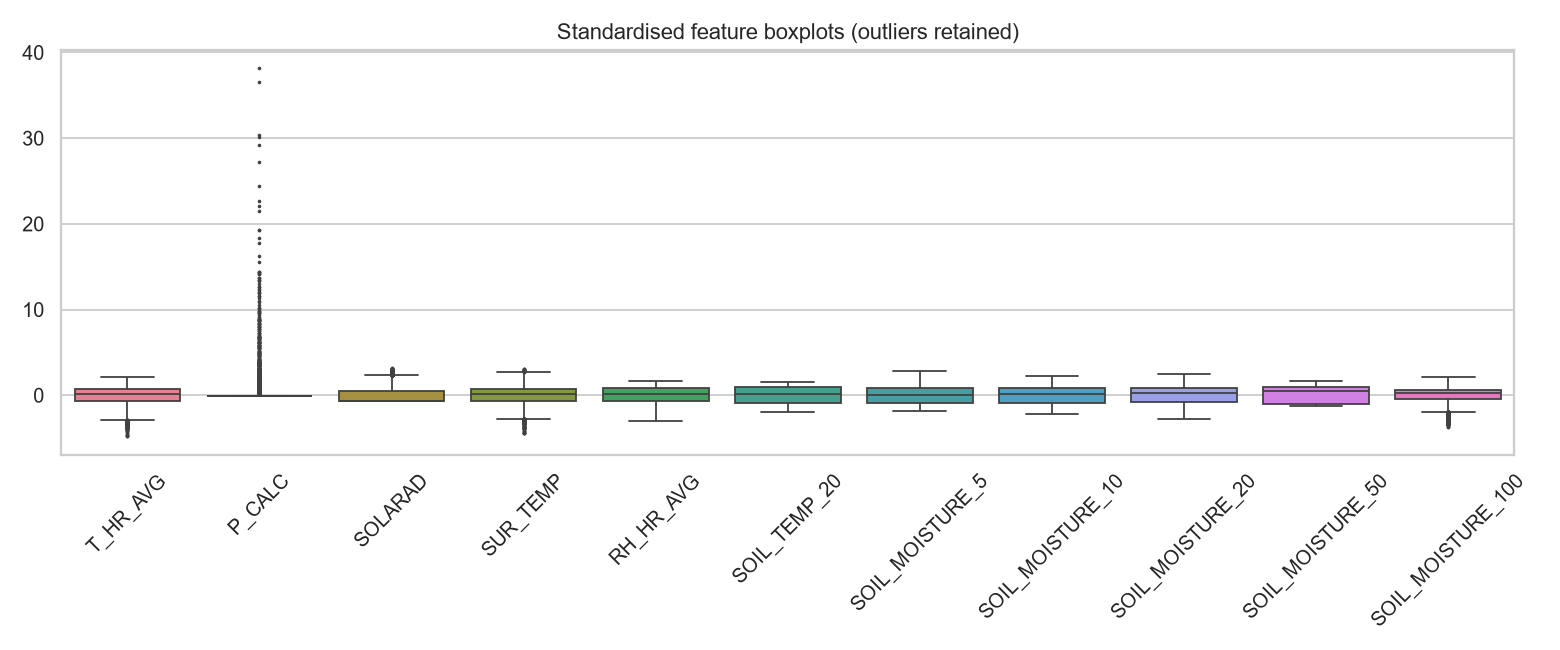 Standardised feature boxplots (outliers retained)
40
30
20
10
0
T_HR_AVG
P_CALC
SOLARAD
SUR_TEMP
RH_HR_AVG
SOIL_TEMP_20
SOIL_MOISTURE_5
SOIL_MOISTURE_10
SOIL_MOISTURE_20
SOIL_MOISTURE_50
SOIL_MOISTURE_100